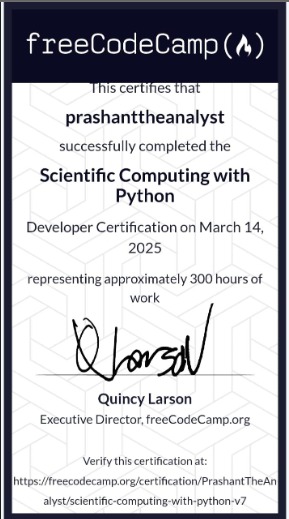 freeCodeCamp
This certifies that
prashanttheanalyst
successfully completed the
Scientific Computing with
Python
Developer Certification on March 14,
2025
representing approximately 300 hours of
work
Quincy Larson
Executive Director, freeCodeCamp.org
Verify this certification at:
https://freecodecamp.org/certification/PrashantTheAn
alyst/scientific-computing-with-python-v7